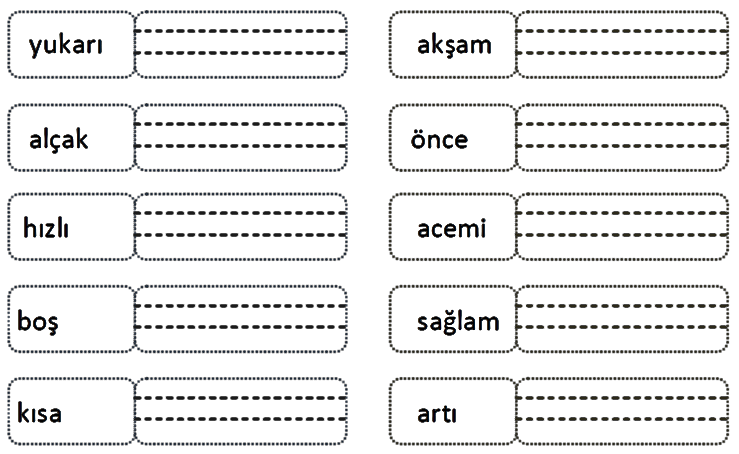 yukarı
akşam
alçak
önce
hızlı
acemi
boş
sağlam
kısa
artı